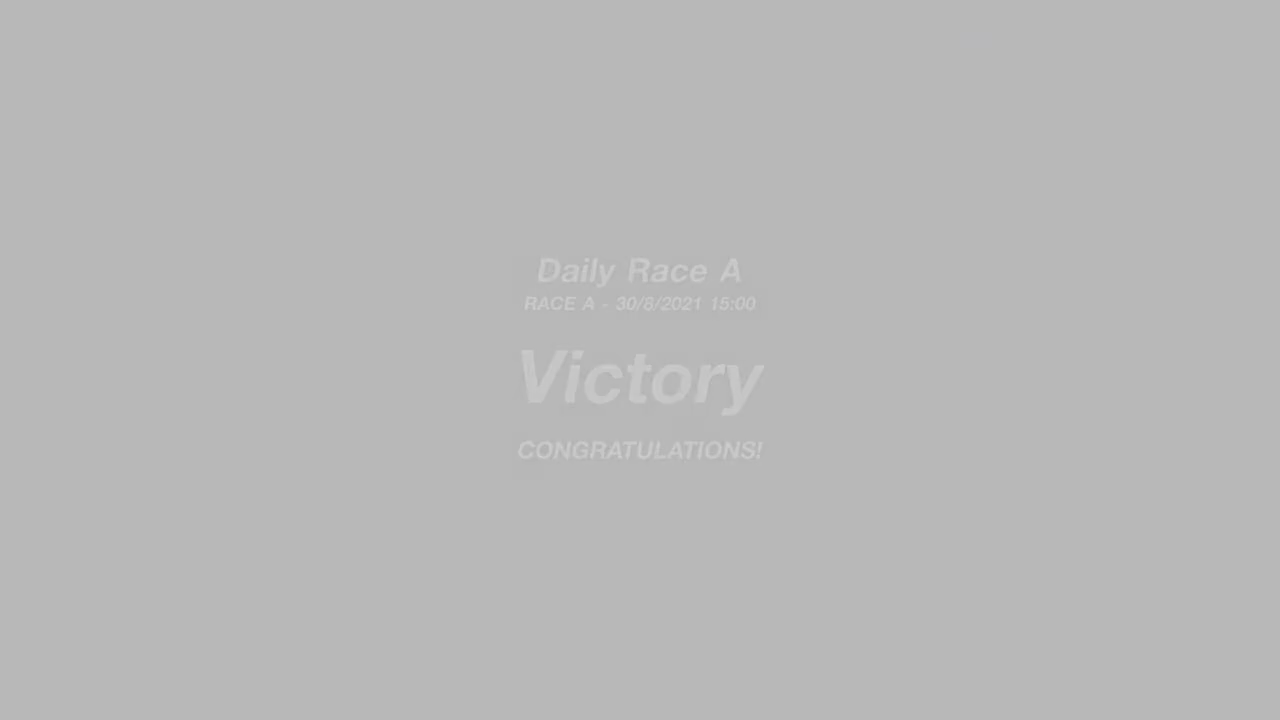 Daily Race A
RACE A - 30/8/2021 15:00
Victory
CONGRATULATIONS!